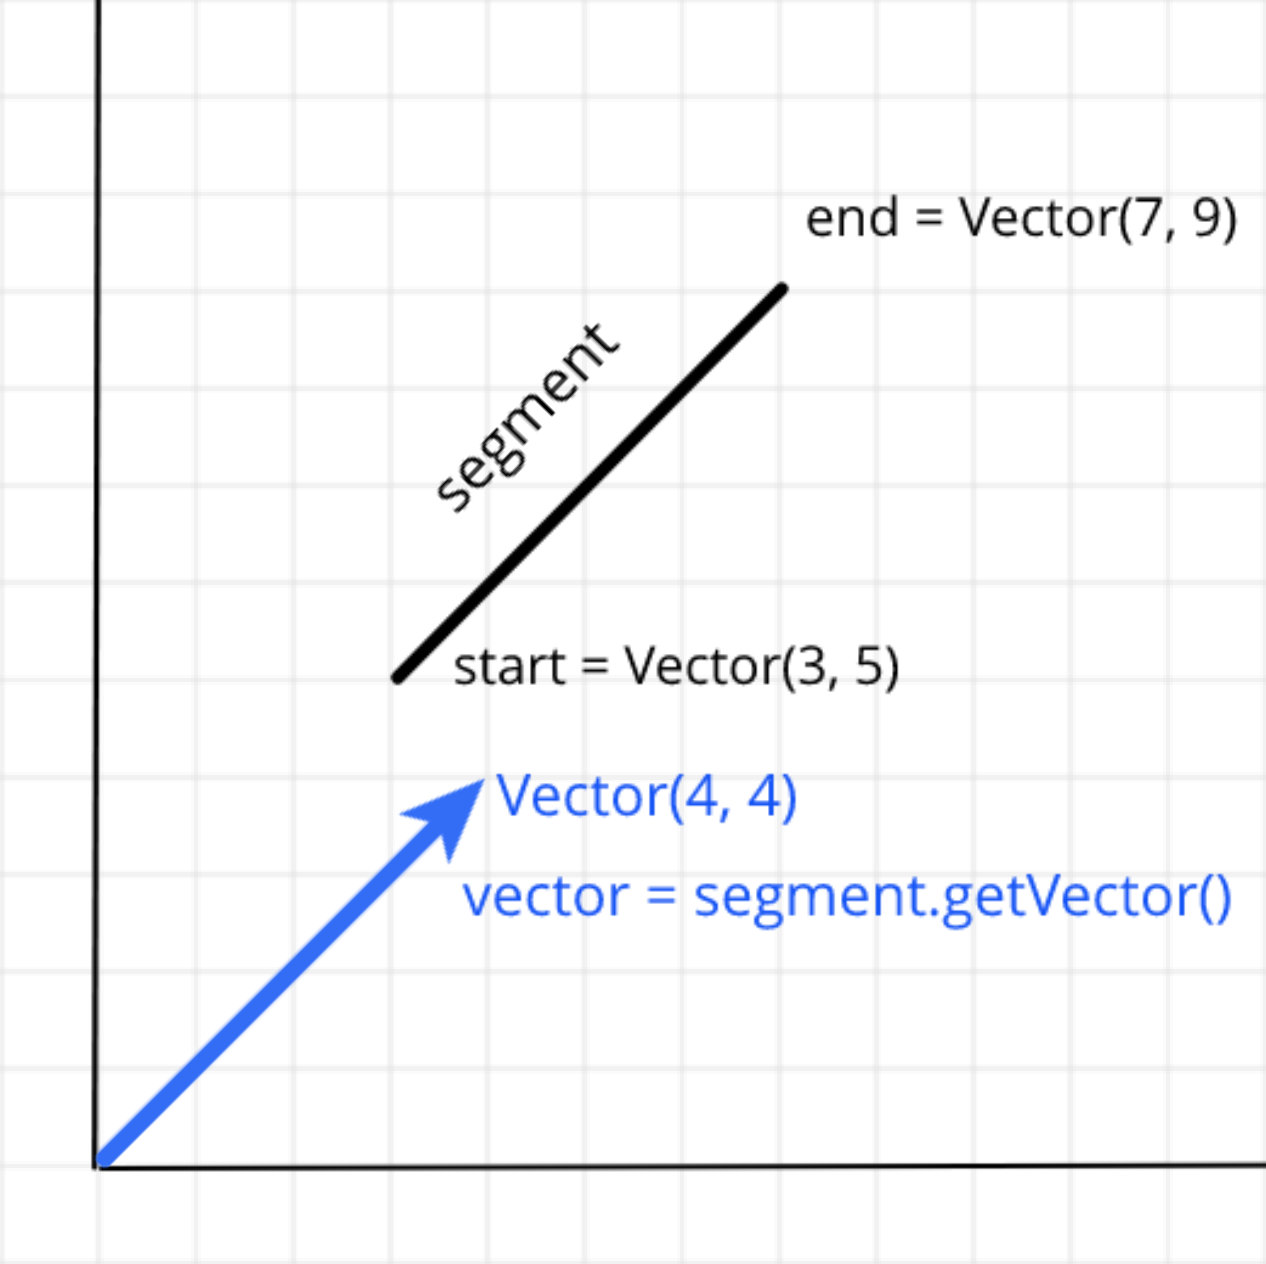 end = Vector(7, 9)
segment
start = Vector(3, 5)
Vector(4, 4)
vector = segment.getVector()